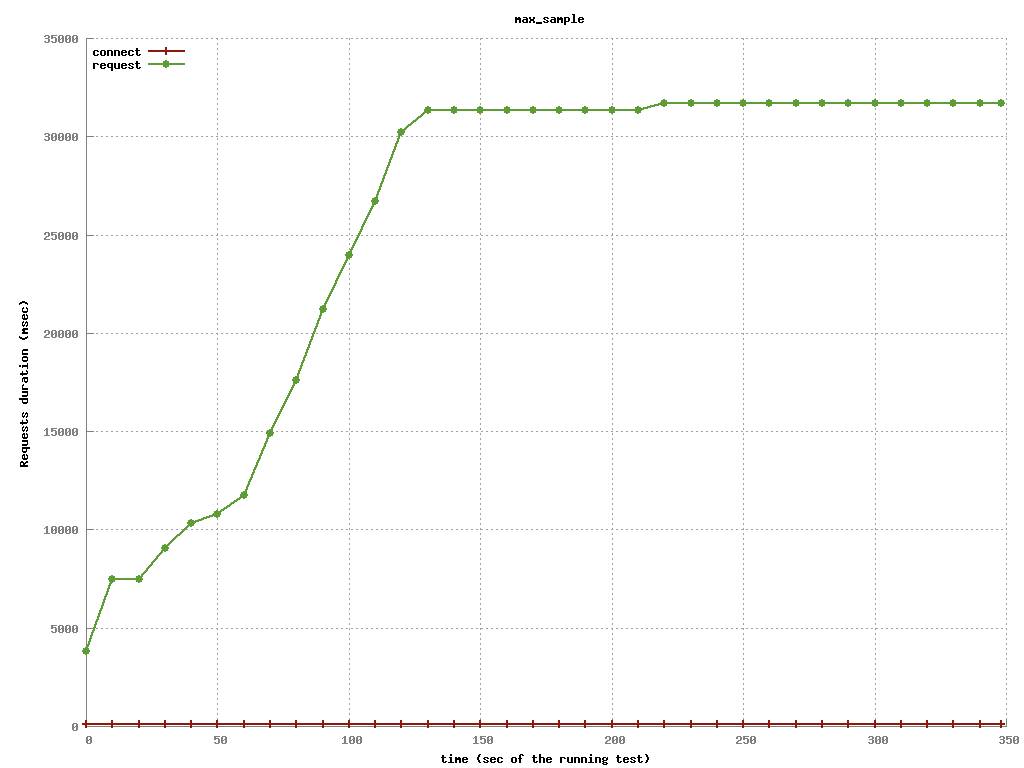 max_sample
35000
connect
request
30000
25000
20000
15000
10000
5000
0
Requests duration (msec)
0 50 100 150 200 250 300 350
time (sec of the running test)